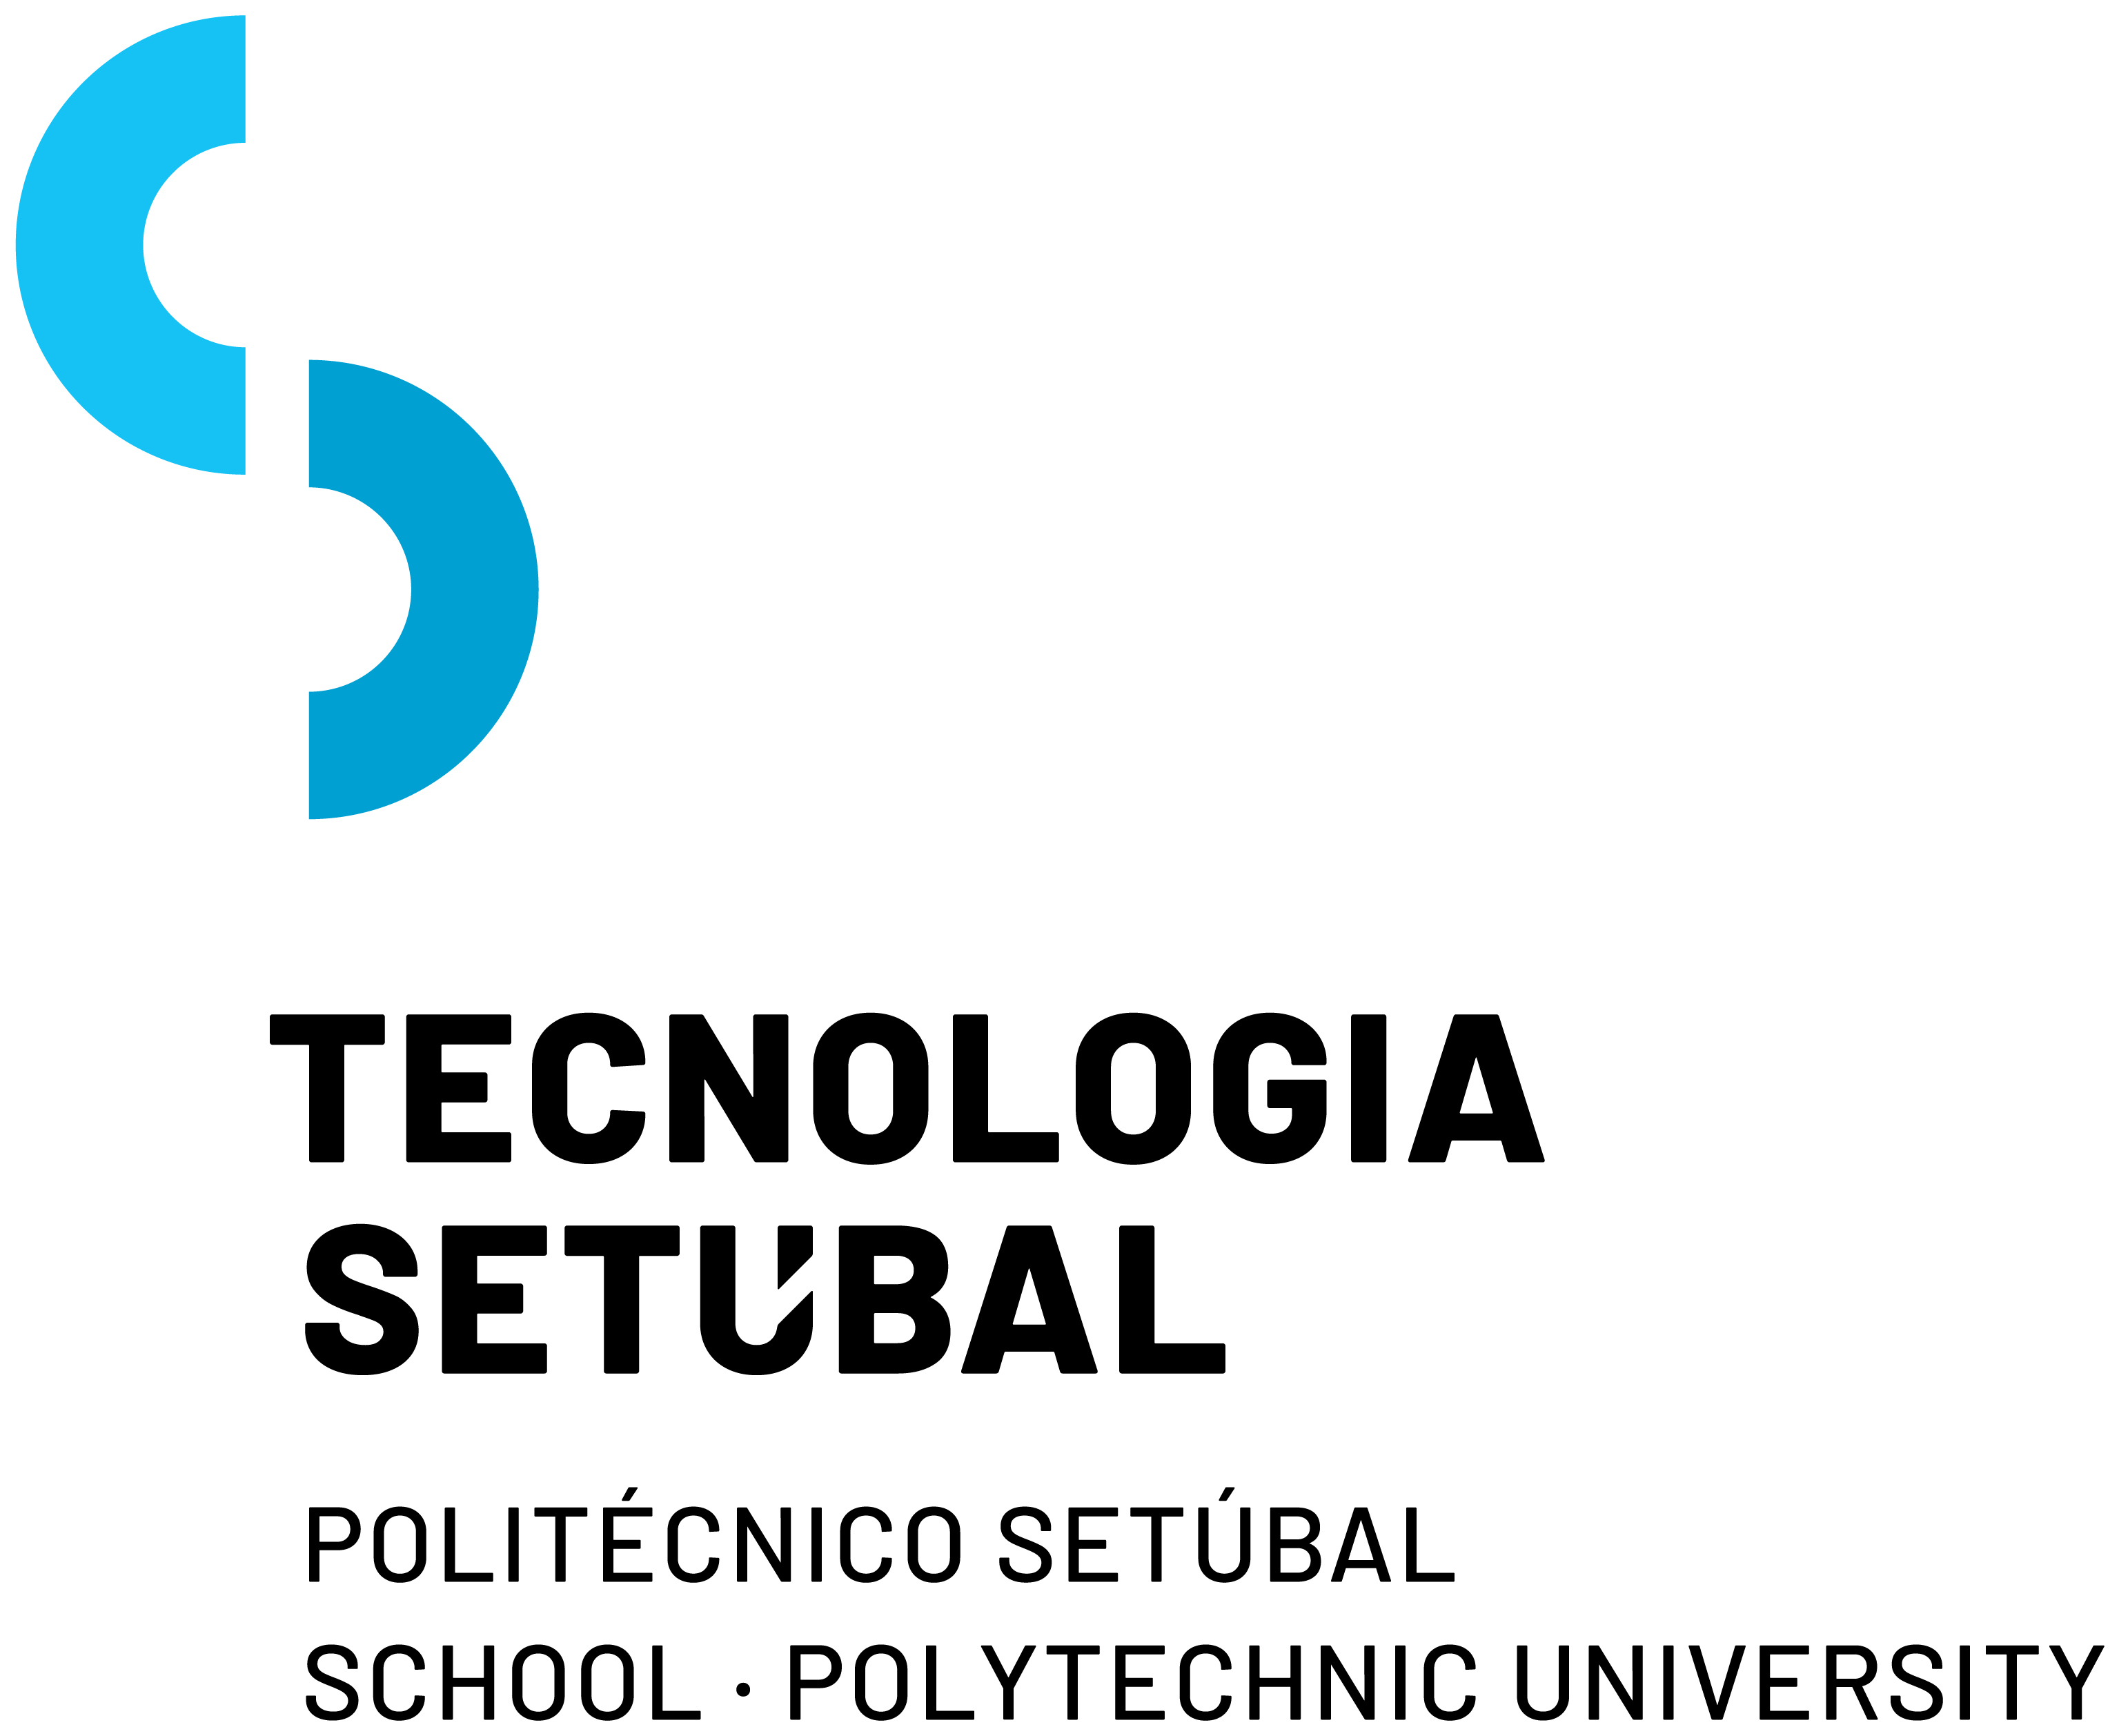 TECNOLOGIA
SETÚBAL
POLITÉCNICO SETÚBAL
SCHOOL · POLYTECHNIC UNIVERSITY